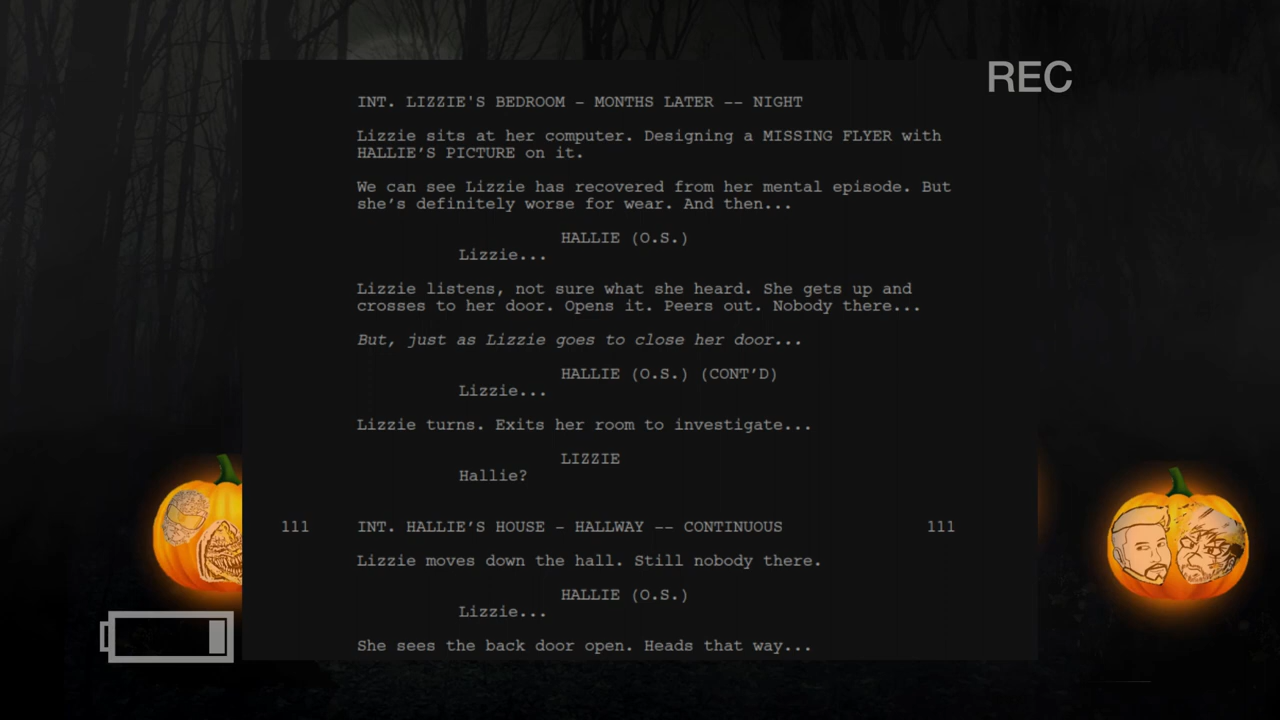 REC
INT. LIZZIE'S BEDROOM – MONTHS LATER -- NIGHT
Lizzie sits at her computer. Designing a MISSING FLYER with
HALLIE’S PICTURE on it.
We can see Lizzie has recovered from her mental episode. But
she’s definitely worse for wear. And then...
HALLIE (O.S.)
Lizzie...
Lizzie listens, not sure what she heard. She gets up and
crosses to her door. Opens it. Peers out. Nobody there...
But, just as Lizzie goes to close her door...
HALLIE (O.S.) (CONT’D)
Lizzie...
Lizzie turns. Exits her room to investigate...
LIZZIE
Hallie?
111 INT. HALLIE’S HOUSE – HALLWAY -- CONTINUOUS 111
Lizzie moves down the hall. Still nobody there.
HALLIE (O.S.)
Lizzie...
She sees the back door open. Heads that way...